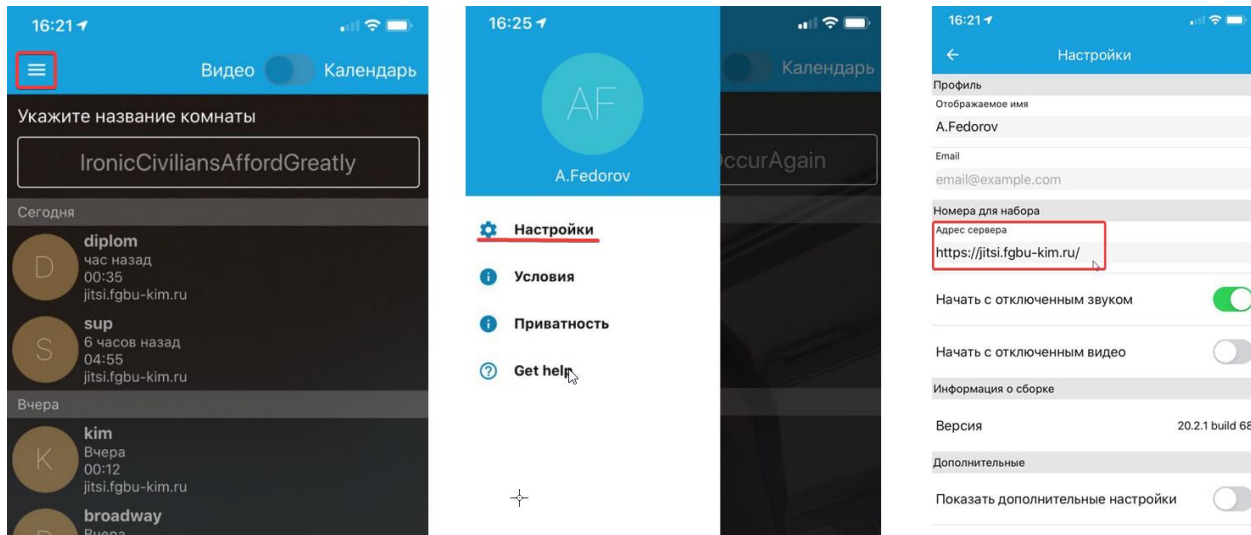 16:21
Видео
Календарь
Укажите название комнаты
IronicCiviliansAffordGreatly
Сегодня
D
diplom
час назад
00:35
jitsi.fgbu-kim.ru
S
sup
6 часов назад
04:55
jitsi.fgbu-kim.ru
Вчера
K
kim
Вчера
00:12
jitsi.fgbu-kim.ru
broadway
Вчера
16:25
Календарь
AF
A.Fedorov
ccurAgain
Настройки
Условия
Приватность
Get help
16:21
Настройки
Профиль
Отображаемое имя
A.Fedorov
Email
email@example.com
Номера для набора
Адрес сервера
https://jitsi.fgbu-kim.ru/
Начать с отключенным звуком
Начать с отключенным видео
Информация о сборке
Версия
20.2.1 build 68
Дополнительные
Показать дополнительные настройки